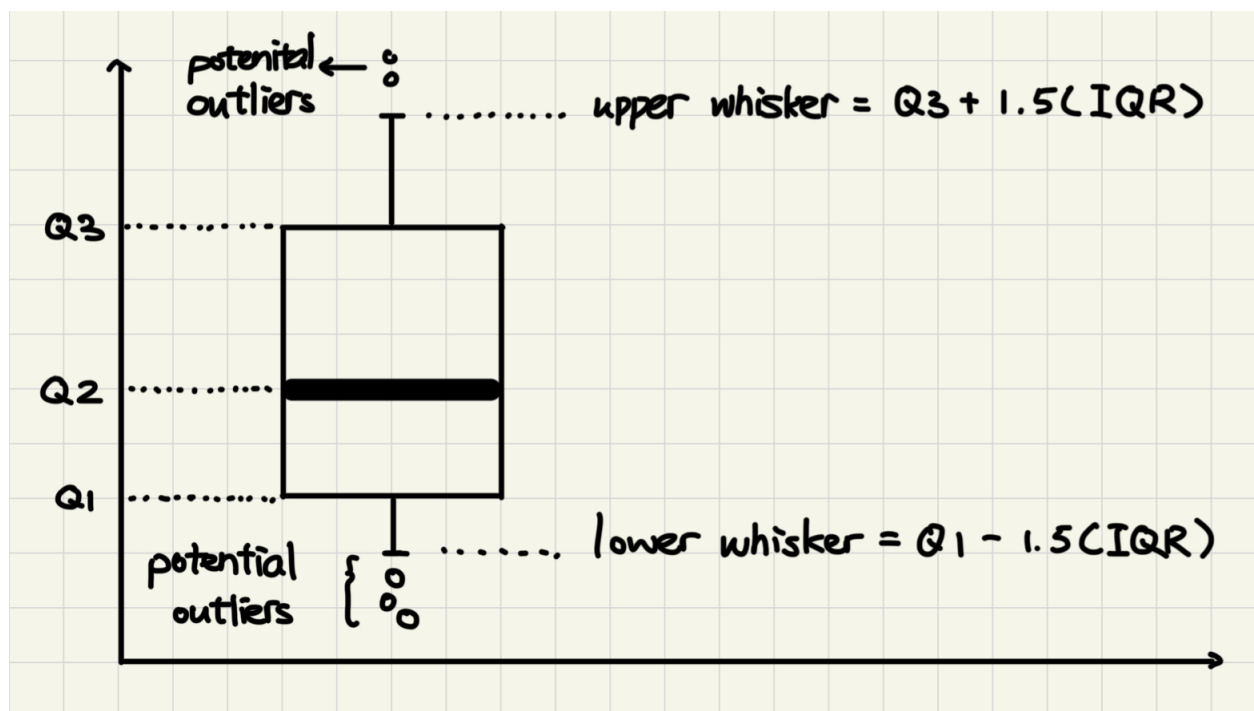 potenital
outliers
upper whisker = Q3 + 1.5(IQR)
Q3
Q2
Q1
lower whisker = Q1 - 1.5(IQR)
potential
outliers